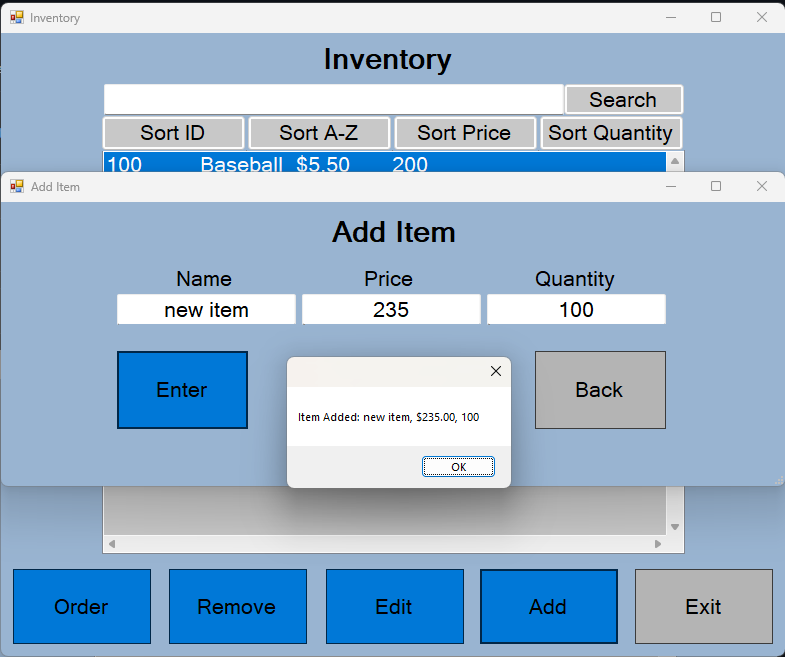 Inventory
Inventory
Search
Sort ID Sort A-Z Sort Price Sort Quantity
100 Baseball $5.50 200
Add Item
Add Item
Name Price Quantity
new item 235 100
Enter Back
Item Added: new item, $235.00, 100
OK
Order Remove Edit Add Exit